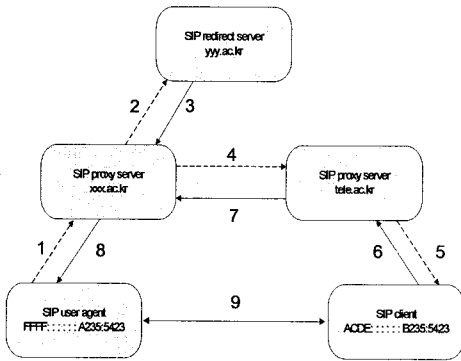 SIP redirect server
yyy.ac.kr
2
3
4
SIP proxy server
xxx.ac.kr
SIP proxy server
tele.ac.kr
7
1
8
6
5
9
SIP user agent
FFFF::::::A235:5423
SIP client
ACDE::::::B235:5423